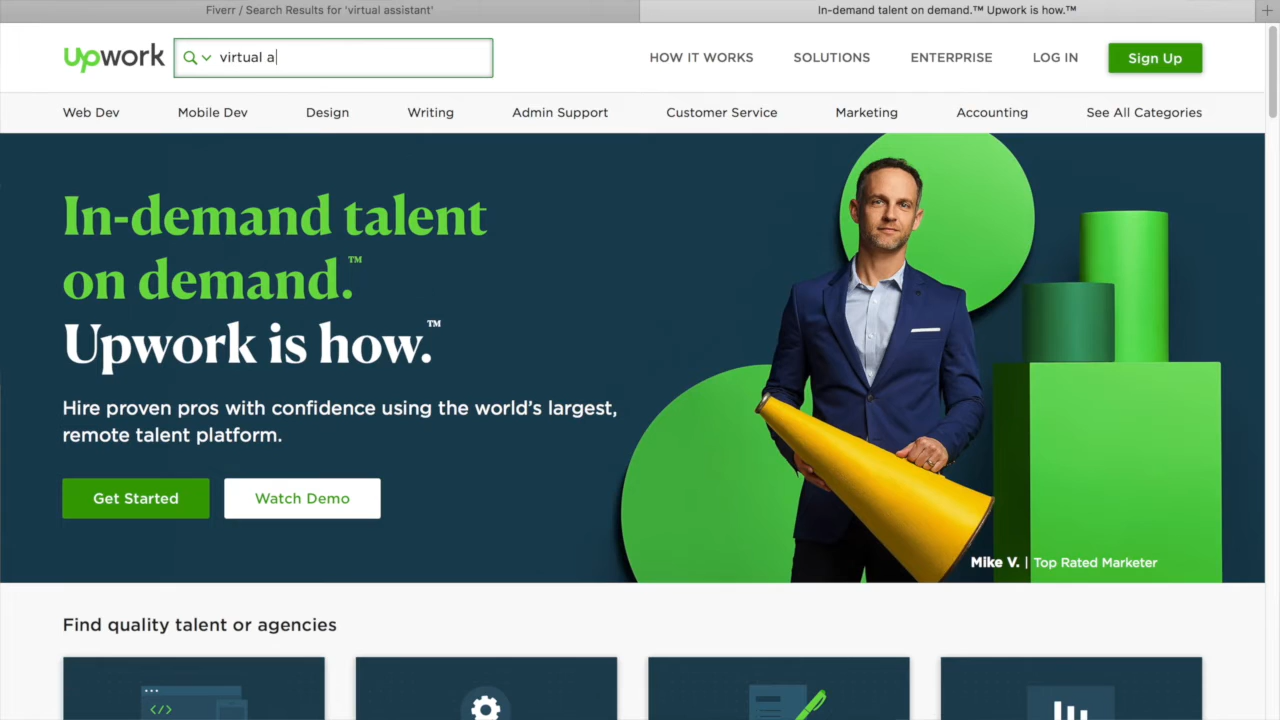 Fiverr / Search Results for 'virtual assistant'
In-demand talent on demand.™ Upwork is how.™
upwork
virtual a
HOW IT WORKS
SOLUTIONS
ENTERPRISE
LOG IN
Sign Up
Web Dev
Mobile Dev
Design
Writing
Admin Support
Customer Service
Marketing
Accounting
See All Categories
In-demand talent
on demand.™
Upwork is how.™
Hire proven pros with confidence using the world's largest,
remote talent platform.
Get Started
Watch Demo
Mike V. | Top Rated Marketer
Find quality talent or agencies